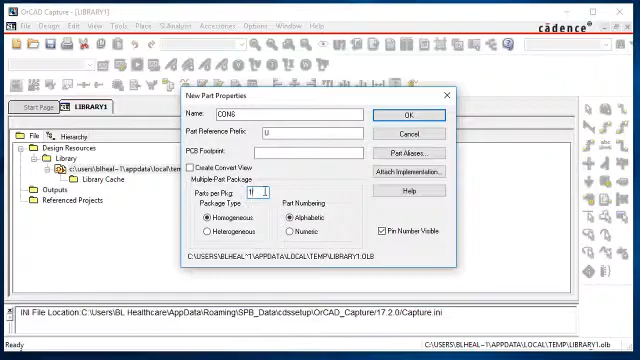 OrCAD Capture - [LIBRARY1]
File Design Edit View Tools Place SI Analysis Accessories Options Window Help
cādence
Start Page LIBRARY1
File Hierarchy
Design Resources
Library
c:\users\blheal~1\appdata\local\tem
Library Cache
Outputs
Referenced Projects
New Part Properties
Name: CON6 OK
Part Reference Prefix: U Cancel
PCB Footprint: Part Aliases...
Create Convert View
Attach Implementation...
Multiple-Part Package
Parts per Pkg: 1 Help
Package Type Part Numbering
Homogeneous Alphabetic
Heterogeneous Numeric Pin Number Visible
C:\USERS\BLHEAL~1\APPDATA\LOCAL\TEMP\LIBRARY1.OLB
INI File Location:C:\Users\BL Healthcare\AppData\Roaming\SPB_Data\cdssetup\OrCAD_Capture/17.2.0/Capture.ini
Ready C:\USERS\BLHEAL~1\APPDATA\LOCAL\TEMP\LIBRARY1.olb